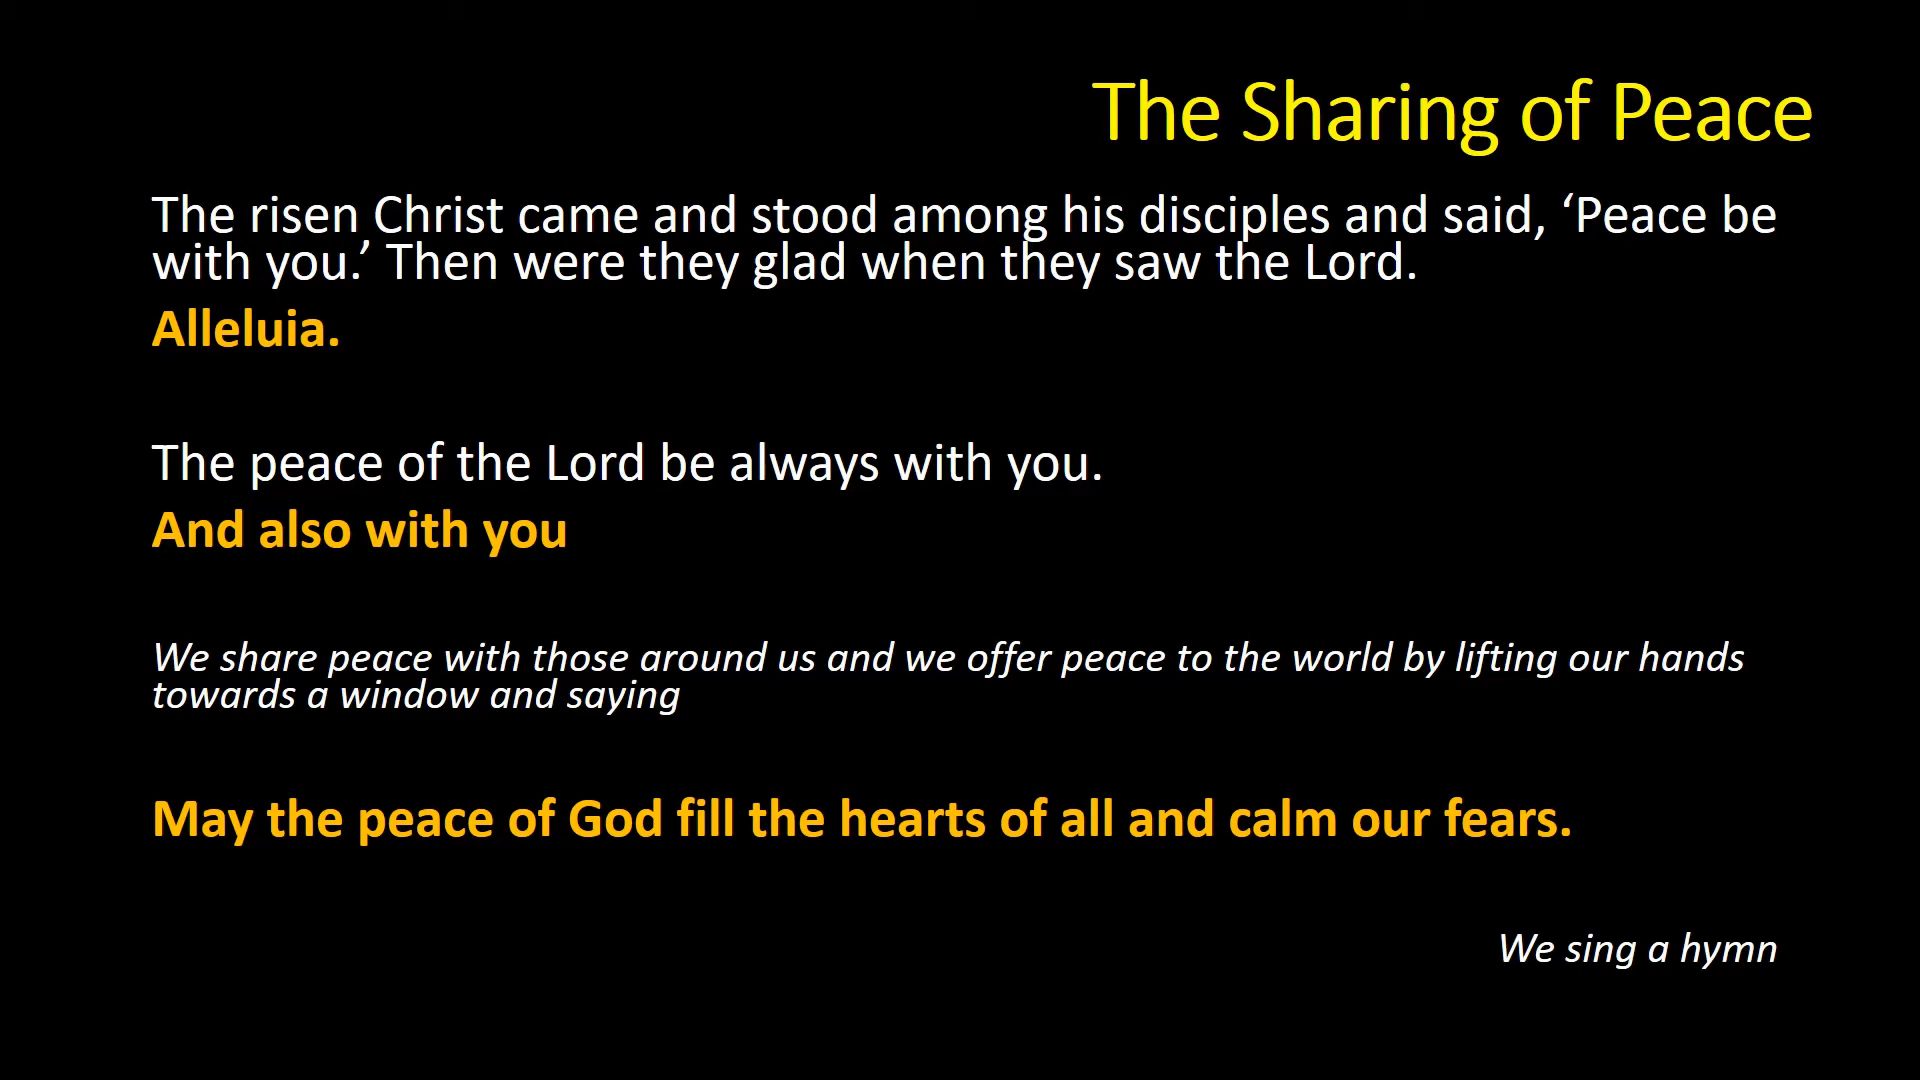 The Sharing of Peace
The risen Christ came and stood among his disciples and said, ‘Peace be
with you.’ Then were they glad when they saw the Lord.
Alleluia.
The peace of the Lord be always with you.
And also with you
We share peace with those around us and we offer peace to the world by lifting our hands
towards a window and saying
May the peace of God fill the hearts of all and calm our fears.
We sing a hymn